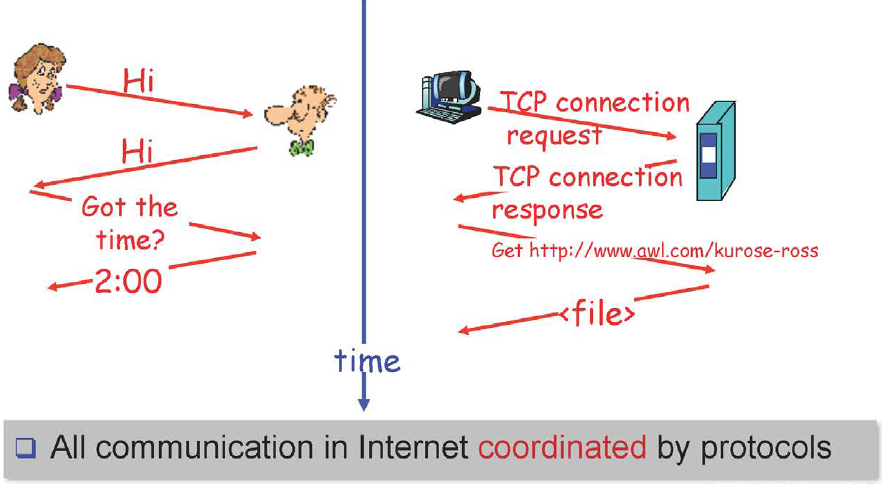 Hi
Hi
Got the
time?
2:00
TCP connection
request
TCP connection
response
Get http://www.awl.com/kurose-ross
<file>
time
All communication in Internet coordinated by protocols